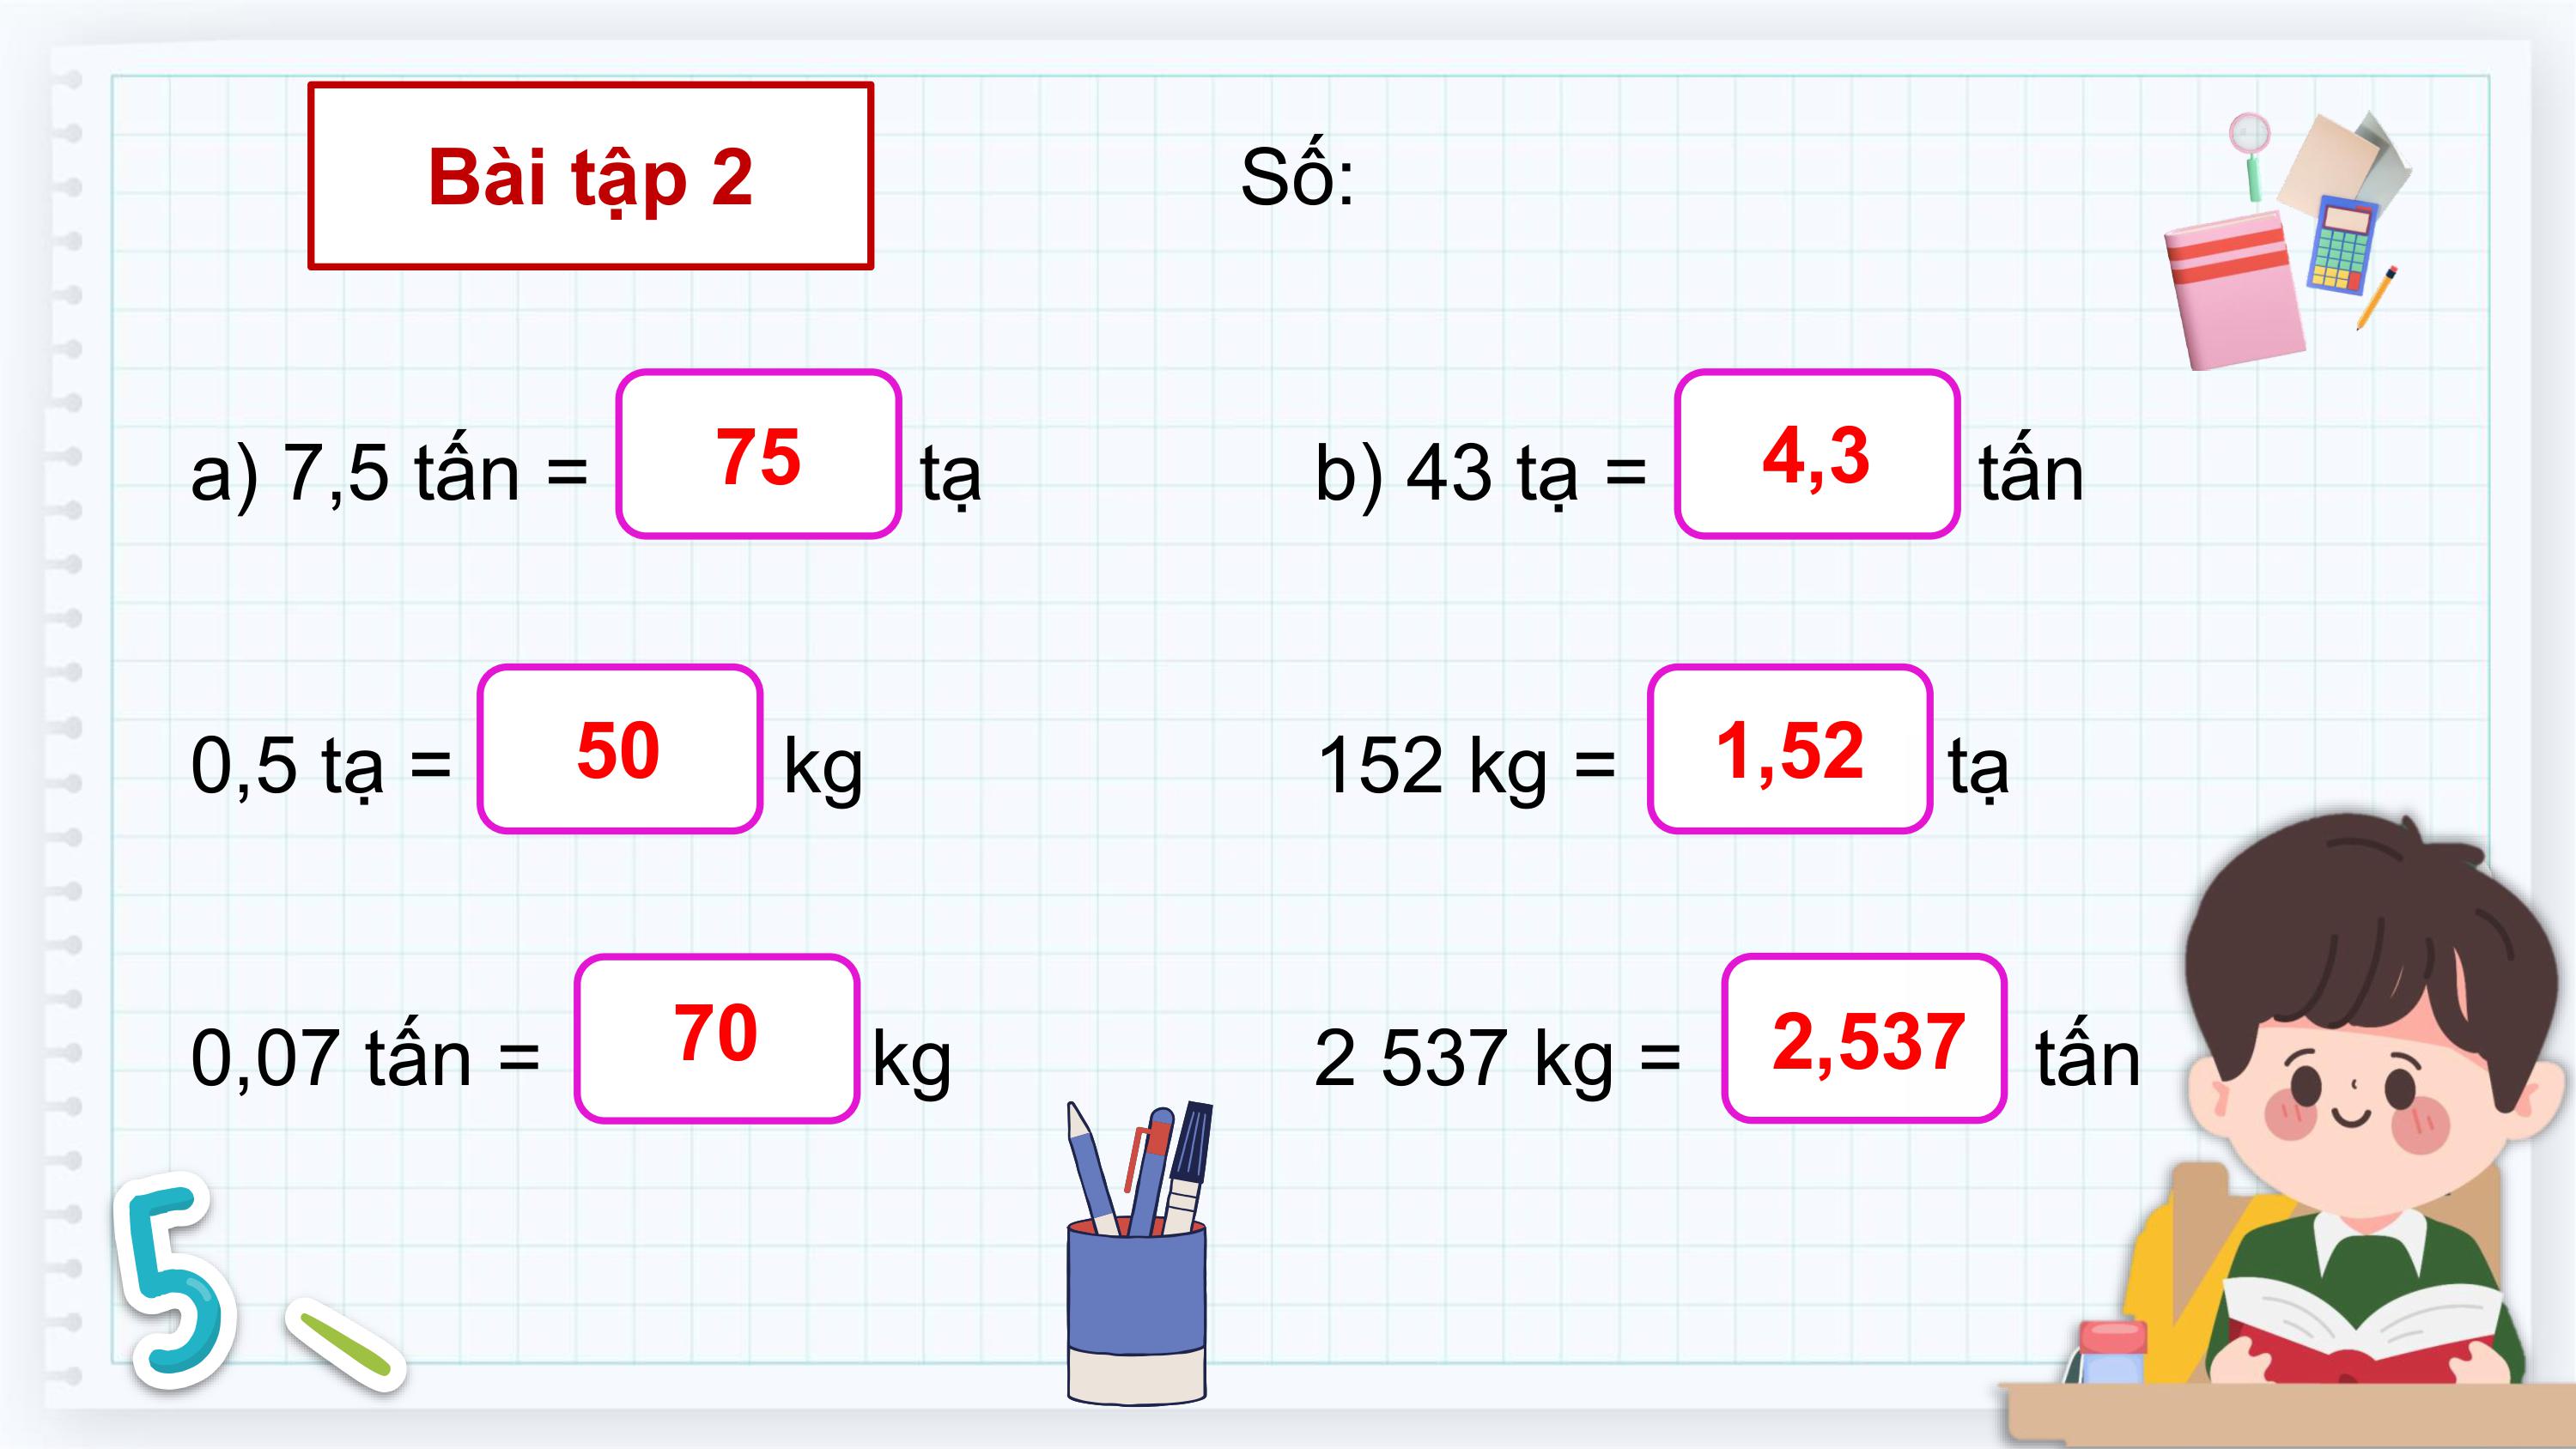 Bài tập 2
Số:
a) 7,5 tấn = 75 tạ
b) 43 tạ = 4,3 tấn
0,5 tạ = 50 kg
152 kg = 1,52 tạ
0,07 tấn = 70 kg
2 537 kg = 2,537 tấn
5